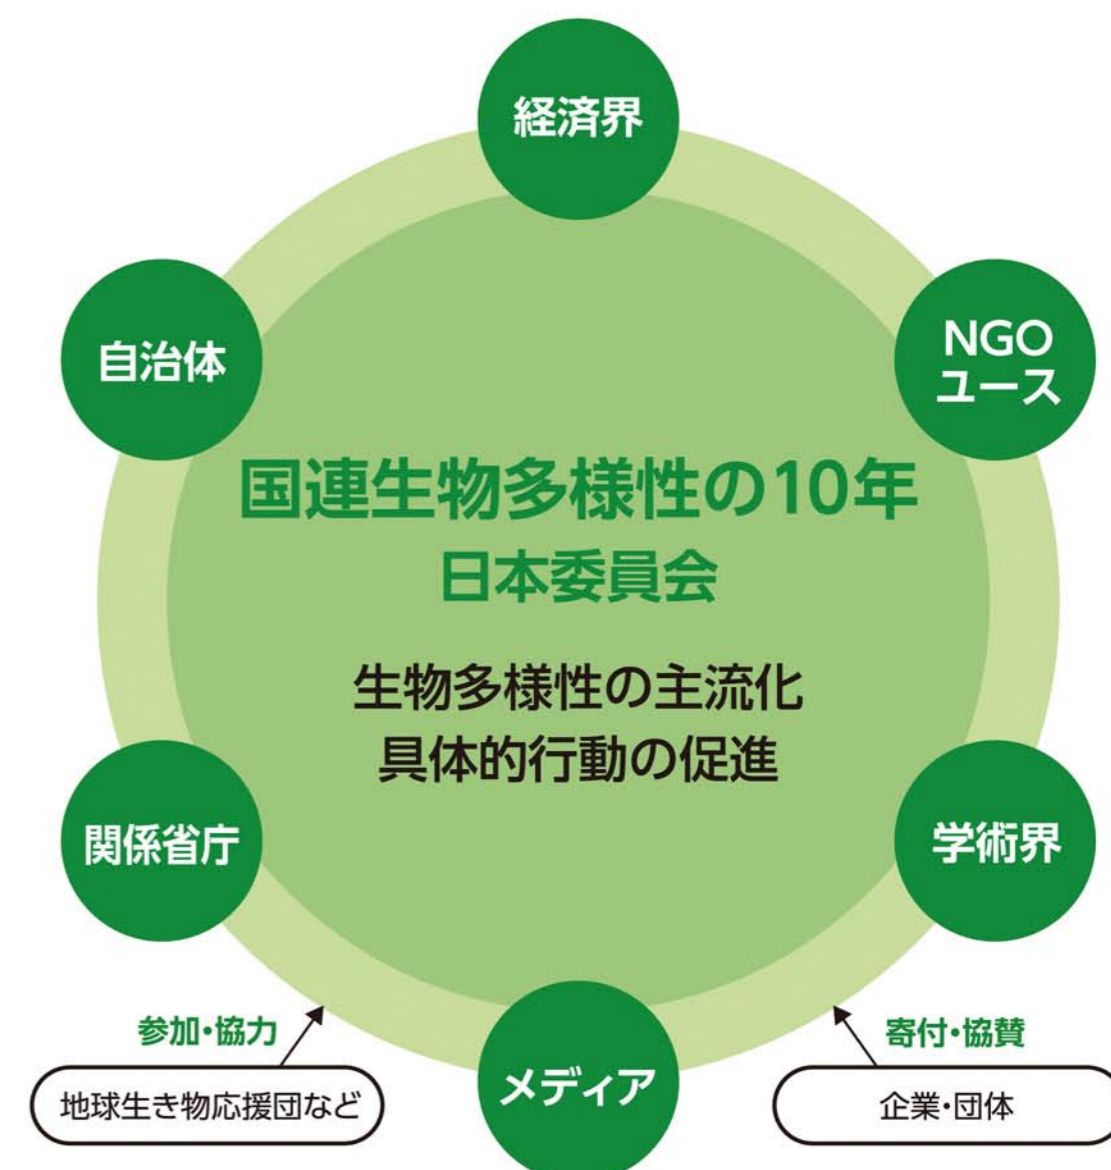 経済界
自治体
NGO
ユース
国連生物多様性の10年
日本委員会
生物多様性の主流化
具体的行動の促進
関係省庁
学術界
参加・協力
寄付・協賛
地球生き物応援団など
メディア
企業・団体